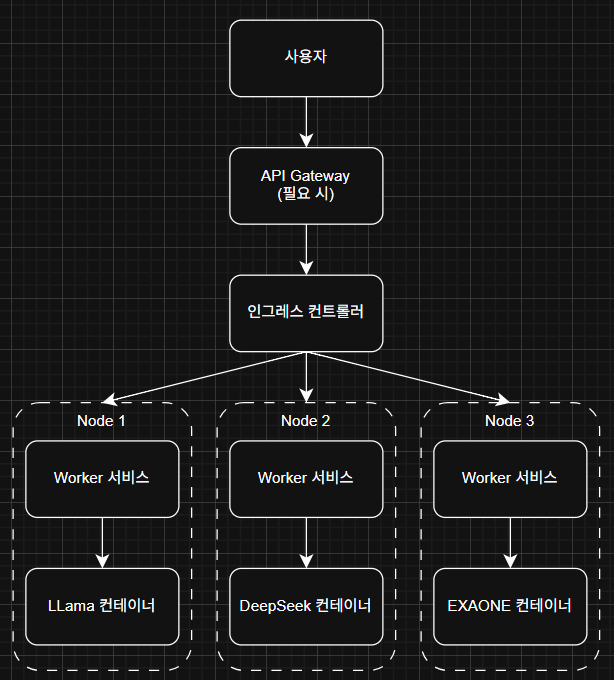 사용자
API Gateway
(필요 시)
인그레스 컨트롤러
Node 1
Node 2
Node 3
Worker 서비스
Worker 서비스
Worker 서비스
LLama 컨테이너
DeepSeek 컨테이너
EXAONE 컨테이너